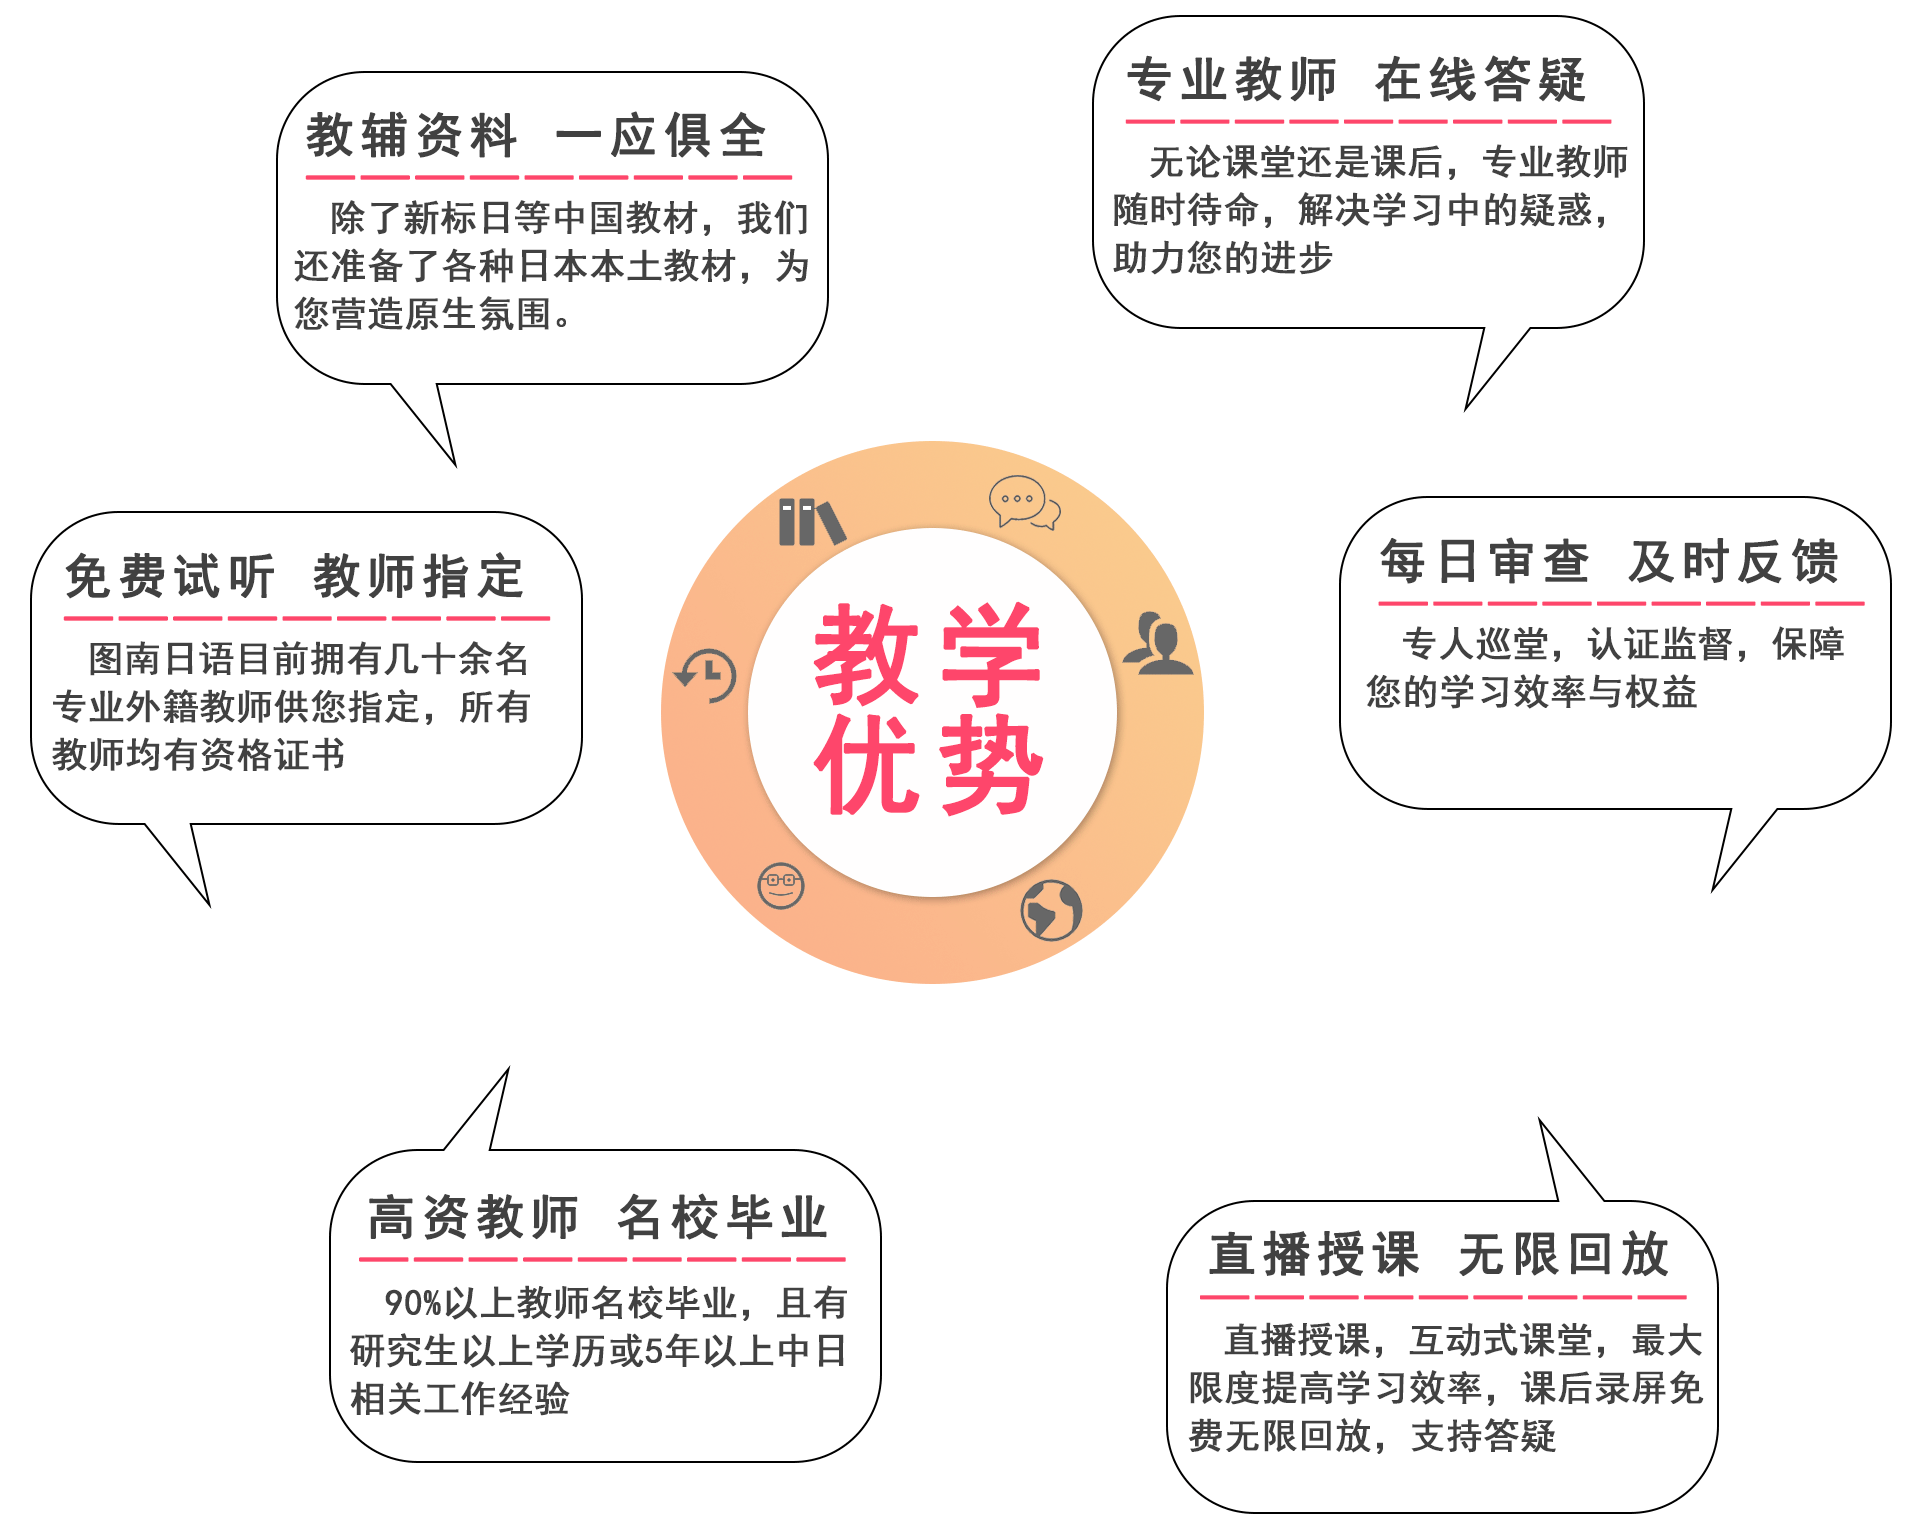 教辅资料 一应俱全
除了新标日等中国教材，我们
还准备了各种日本本土教材，为
您营造原生氛围。
专业教师 在线答疑
无论课堂还是课后，专业教师
随时待命，解决学习中的疑惑，
助力您的进步
免费试听 教师指定
图南日语目前拥有几十余名
专业外籍教师供您指定，所有
教师均有资格证书
教学
优势
每日审查 及时反馈
专人巡堂，认证监督，保障
您的学习效率与权益
高资教师 名校毕业
90%以上教师名校毕业，且有
研究生以上学历或5年以上中日
相关工作经验
直播授课 无限回放
直播授课，互动式课堂，最大
限度提高学习效率，课后录屏免
费无限回放，支持答疑